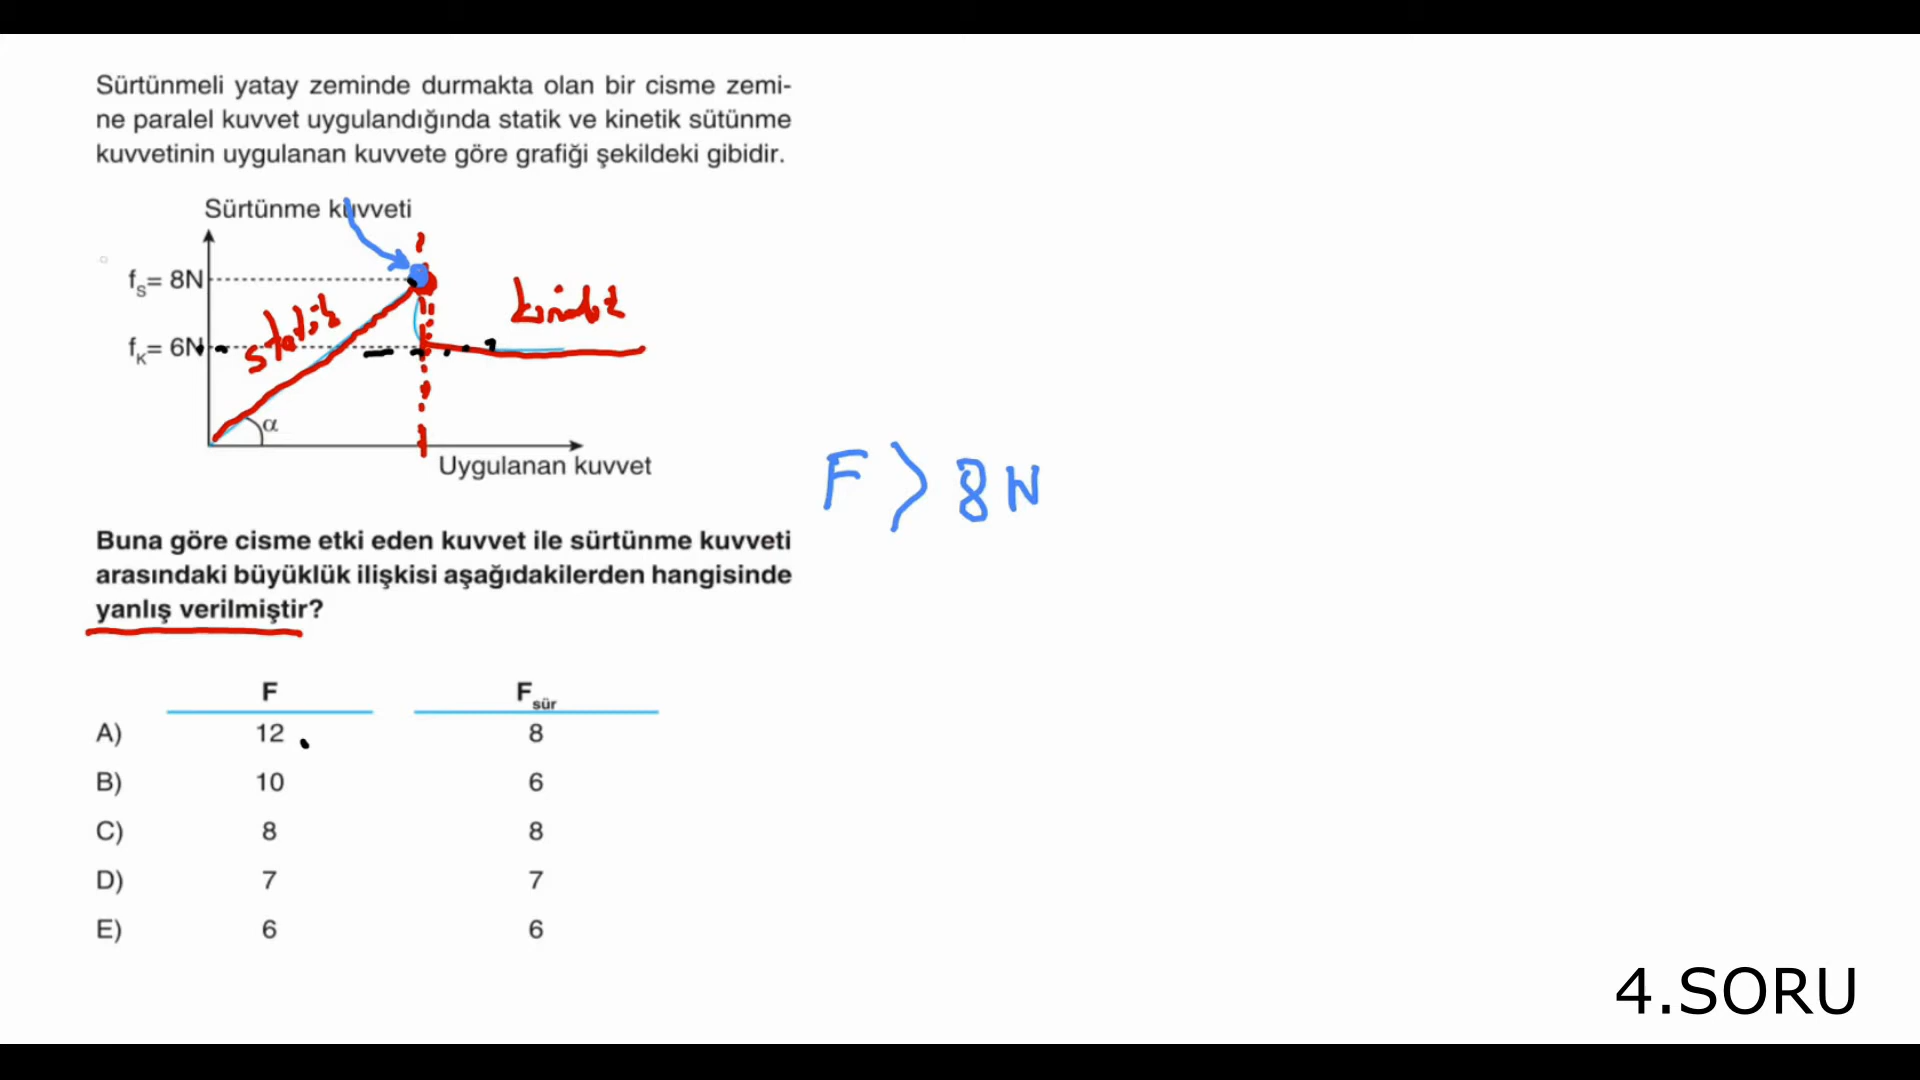 Sürtünmeli yatay zeminde durmakta olan bir cisme zemi-
ne paralel kuvvet uygulandığında statik ve kinetik sütünme
kuvvetinin uygulanan kuvvete göre grafiği şekildeki gibidir.
Sürtünme kuvveti
fs= 8N
kinetik
statik
fK= 6N
α
Uygulanan kuvvet
F > 8N
Buna göre cisme etki eden kuvvet ile sürtünme kuvveti
arasındaki büyüklük ilişkisi aşağıdakilerden hangisinde
yanlış verilmiştir?
F Fsür
A) 12 8
B) 10 6
C) 8 8
D) 7 7
E) 6 6
4.SORU